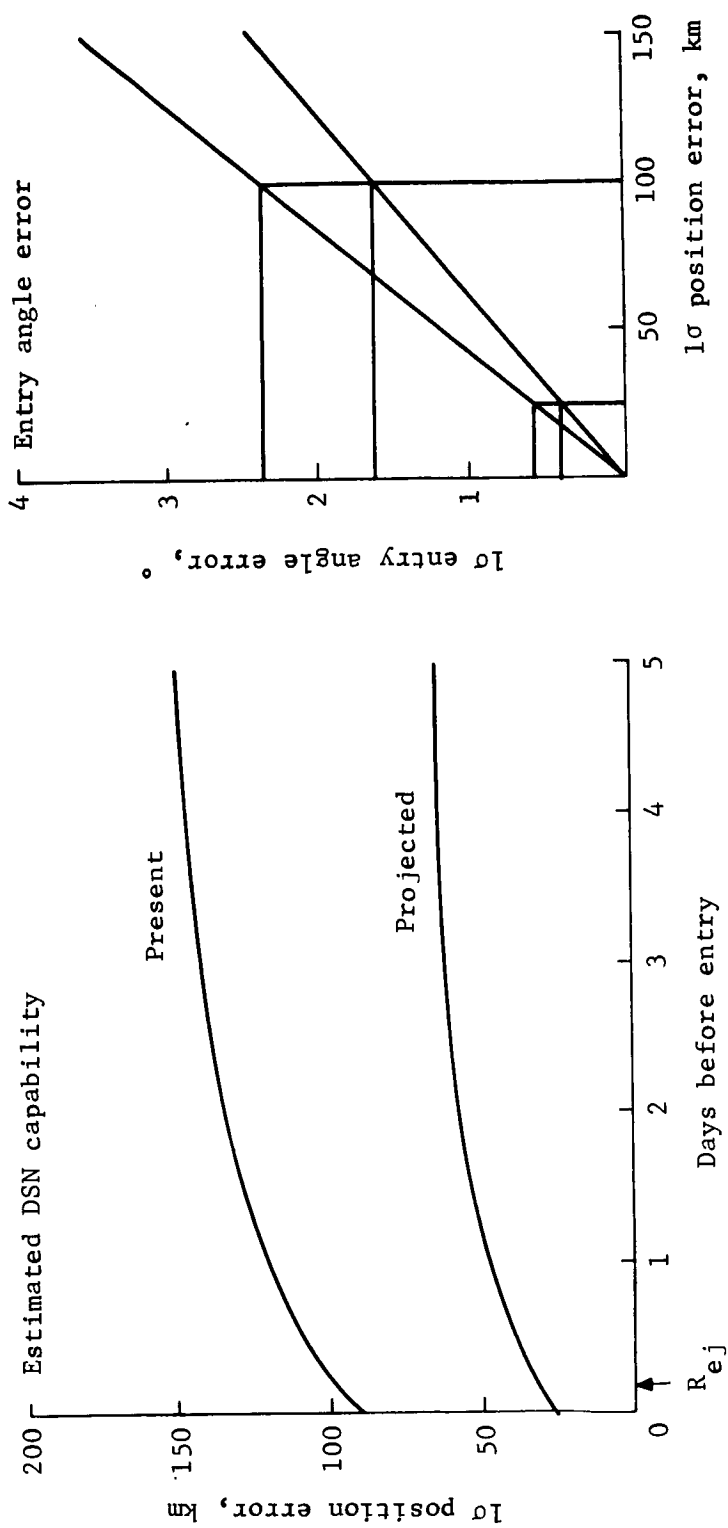 Estimated DSN capability
200
150
100
50
0
1σ position error, km
Present
Projected
1
2
3
4
5
R_ej
Days before entry
Entry angle error
4
3
2
1
1σ entry angle error, °
50
100
150
1σ position error, km